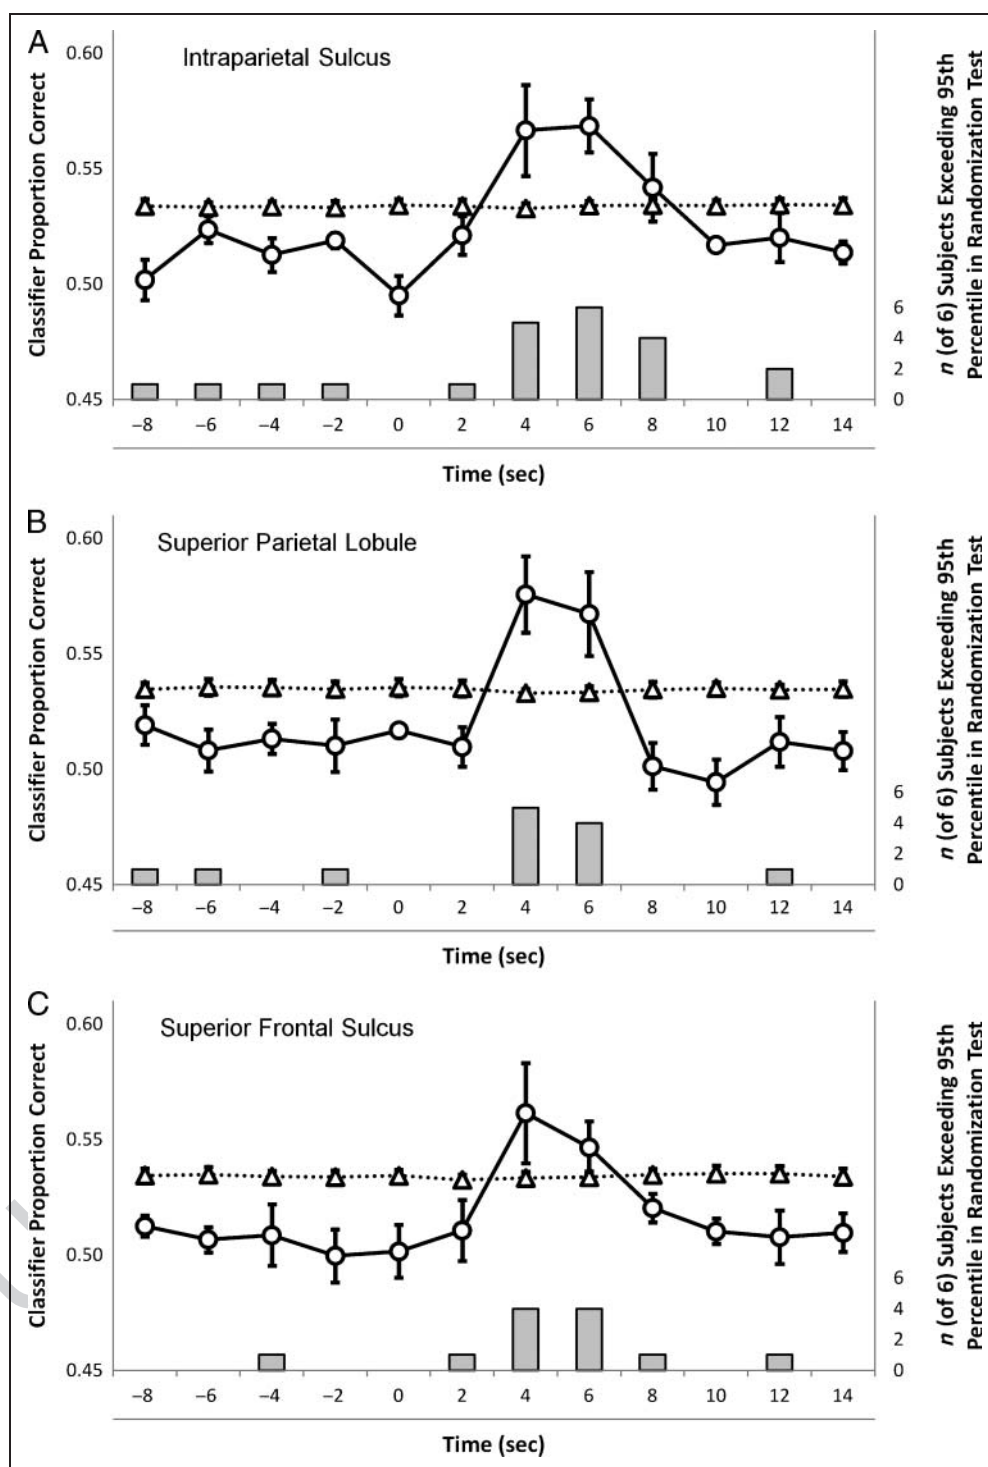 A
Intraparietal Sulcus
Classifier Proportion Correct
0.60
0.55
0.50
0.45
6
4
2
0
n (of 6) Subjects Exceeding 95th
Percentile in Randomization Test
–8 –6 –4 –2 0 2 4 6 8 10 12 14
Time (sec)
B
Superior Parietal Lobule
Classifier Proportion Correct
0.60
0.55
0.50
0.45
6
4
2
0
n (of 6) Subjects Exceeding 95th
Percentile in Randomization Test
–8 –6 –4 –2 0 2 4 6 8 10 12 14
Time (sec)
C
Superior Frontal Sulcus
Classifier Proportion Correct
0.60
0.55
0.50
0.45
6
4
2
0
n (of 6) Subjects Exceeding 95th
Percentile in Randomization Test
–8 –6 –4 –2 0 2 4 6 8 10 12 14
Time (sec)